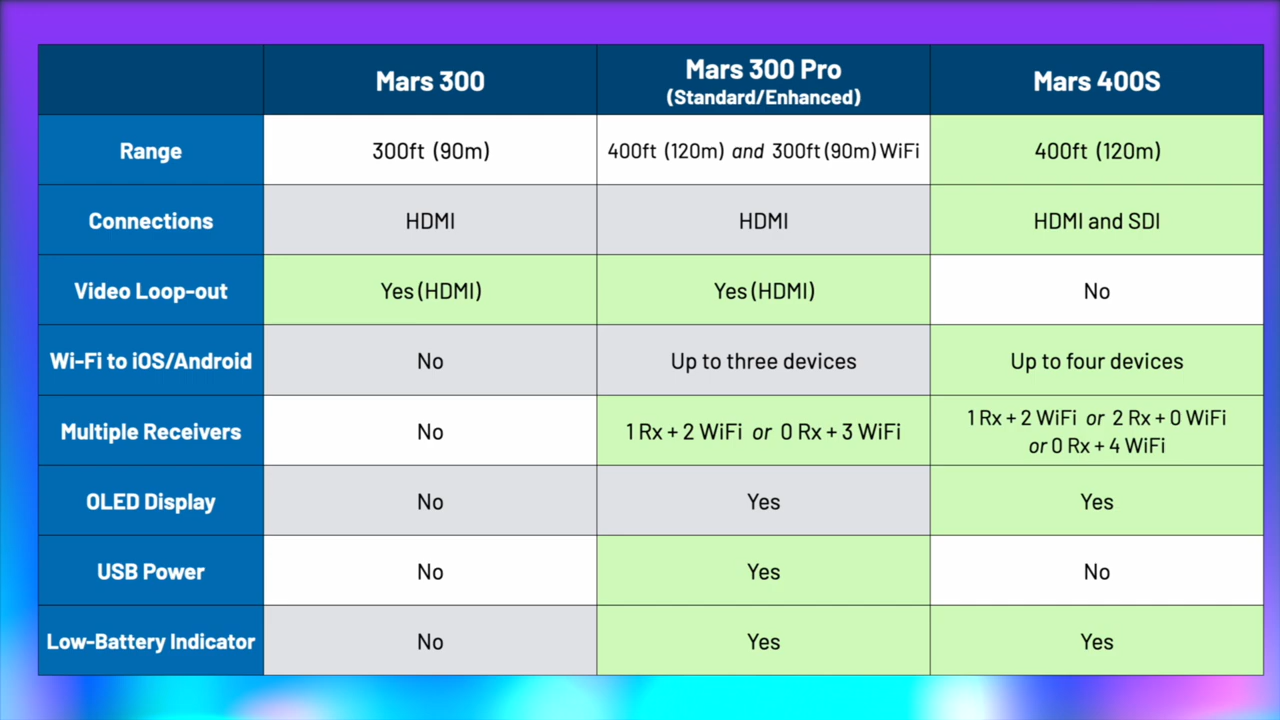 Mars 300
Mars 300 Pro
(Standard/Enhanced)
Mars 400S
Range
300ft (90m)
400ft (120m) and 300ft (90m) WiFi
400ft (120m)
Connections
HDMI
HDMI
HDMI and SDI
Video Loop-out
Yes (HDMI)
Yes (HDMI)
No
Wi-Fi to iOS/Android
No
Up to three devices
Up to four devices
Multiple Receivers
No
1 Rx + 2 WiFi or 0 Rx + 3 WiFi
1 Rx + 2 WiFi or 2 Rx + 0 WiFi
or 0 Rx + 4 WiFi
OLED Display
No
Yes
Yes
USB Power
No
Yes
No
Low-Battery Indicator
No
Yes
Yes